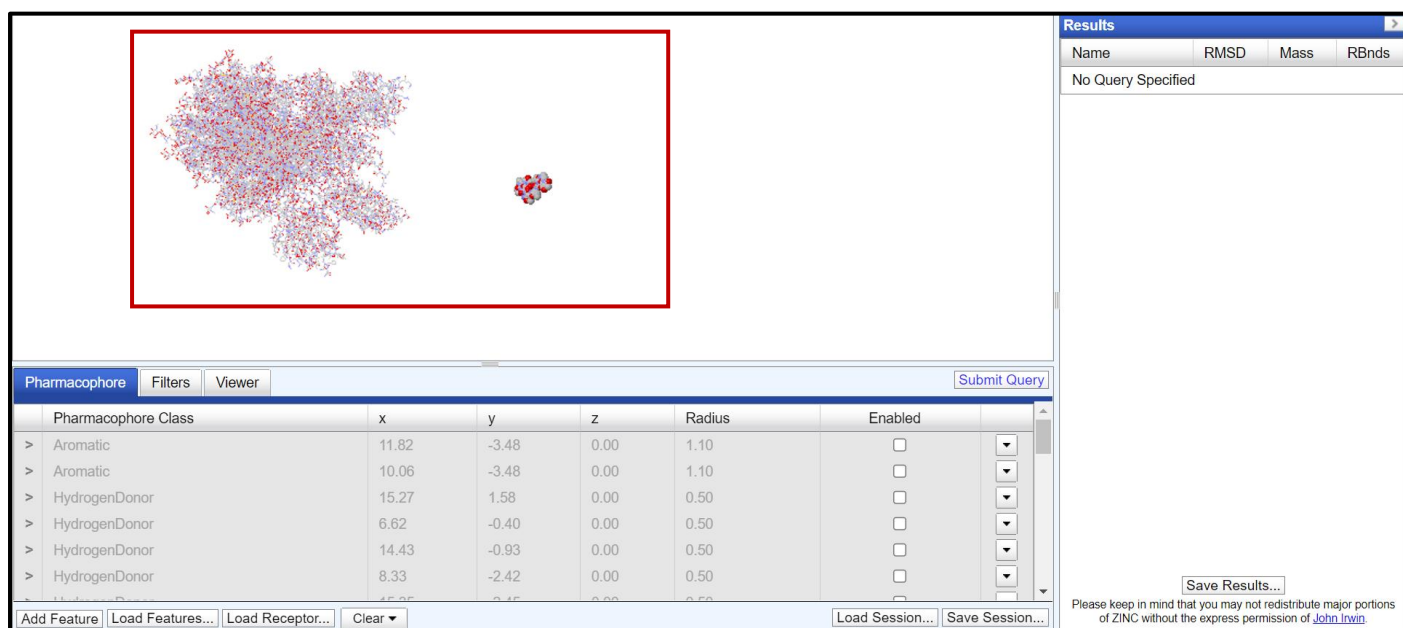 Results
Name RMSD Mass RBnds
No Query Specified
Pharmacophore Filters Viewer Submit Query
Pharmacophore Class x y z Radius Enabled
> Aromatic 11.82 -3.48 0.00 1.10
> Aromatic 10.06 -3.48 0.00 1.10
> HydrogenDonor 15.27 1.58 0.00 0.50
> HydrogenDonor 6.62 -0.40 0.00 0.50
> HydrogenDonor 14.43 -0.93 0.00 0.50
> HydrogenDonor 8.33 -2.42 0.00 0.50
Add Feature Load Features... Load Receptor... Clear Load Session... Save Session...
Save Results...
Please keep in mind that you may not redistribute major portions
of ZINC without the express permission of John Irwin.